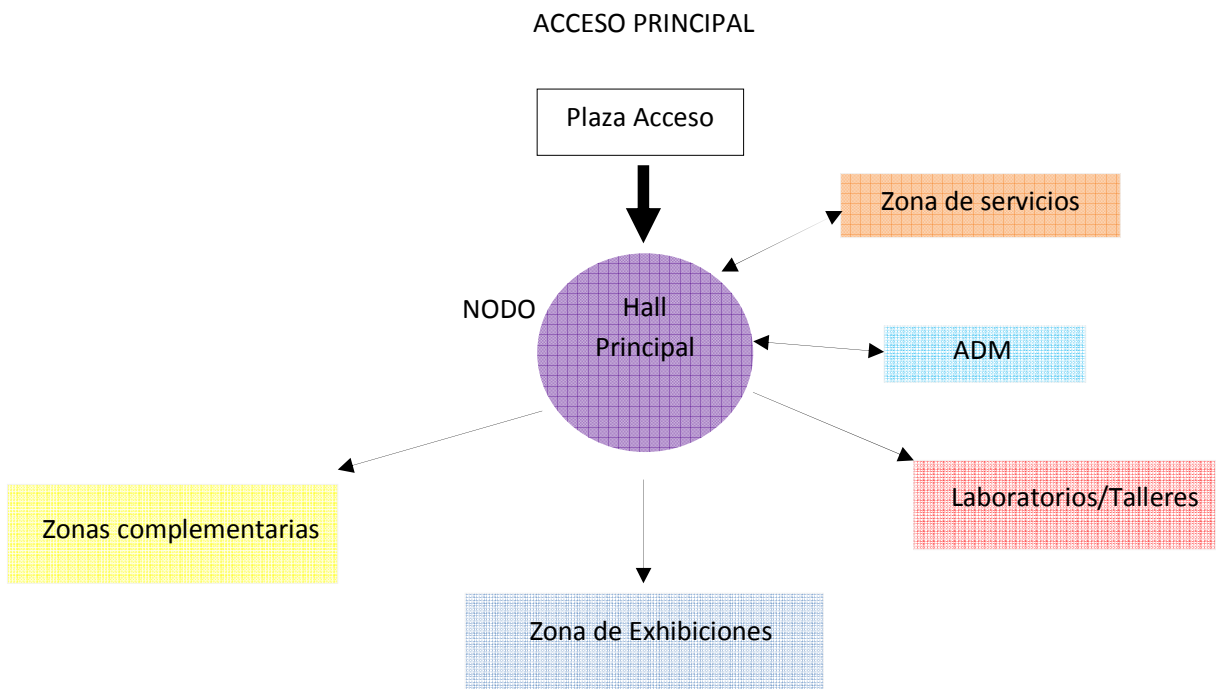 ACCESO PRINCIPAL
Plaza Acceso
Zona de servicios
NODO
Hall
Principal
ADM
Laboratorios/Talleres
Zonas complementarias
Zona de Exhibiciones